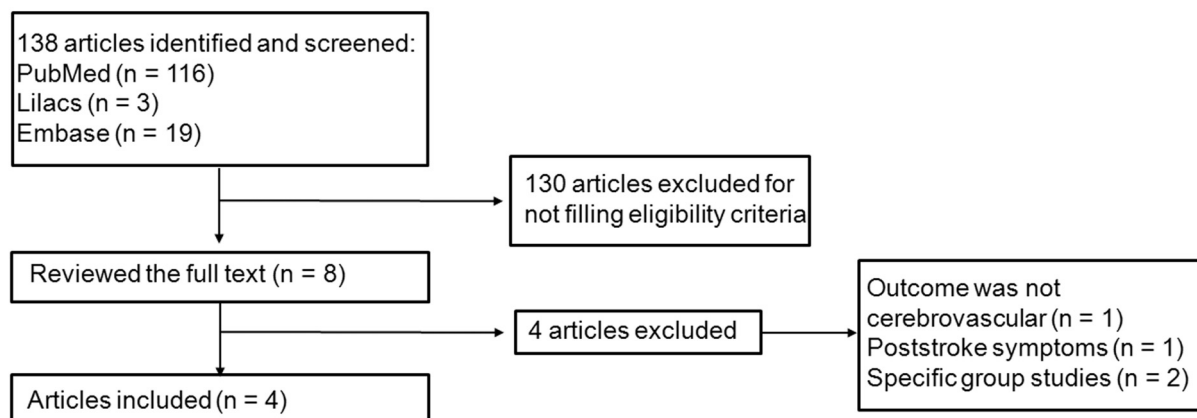 138 articles identified and screened:
PubMed (n = 116)
Lilacs (n = 3)
Embase (n = 19)
130 articles excluded for
not filling eligibility criteria
Reviewed the full text (n = 8)
4 articles excluded
Outcome was not
cerebrovascular (n = 1)
Poststroke symptoms (n = 1)
Specific group studies (n = 2)
Articles included (n = 4)